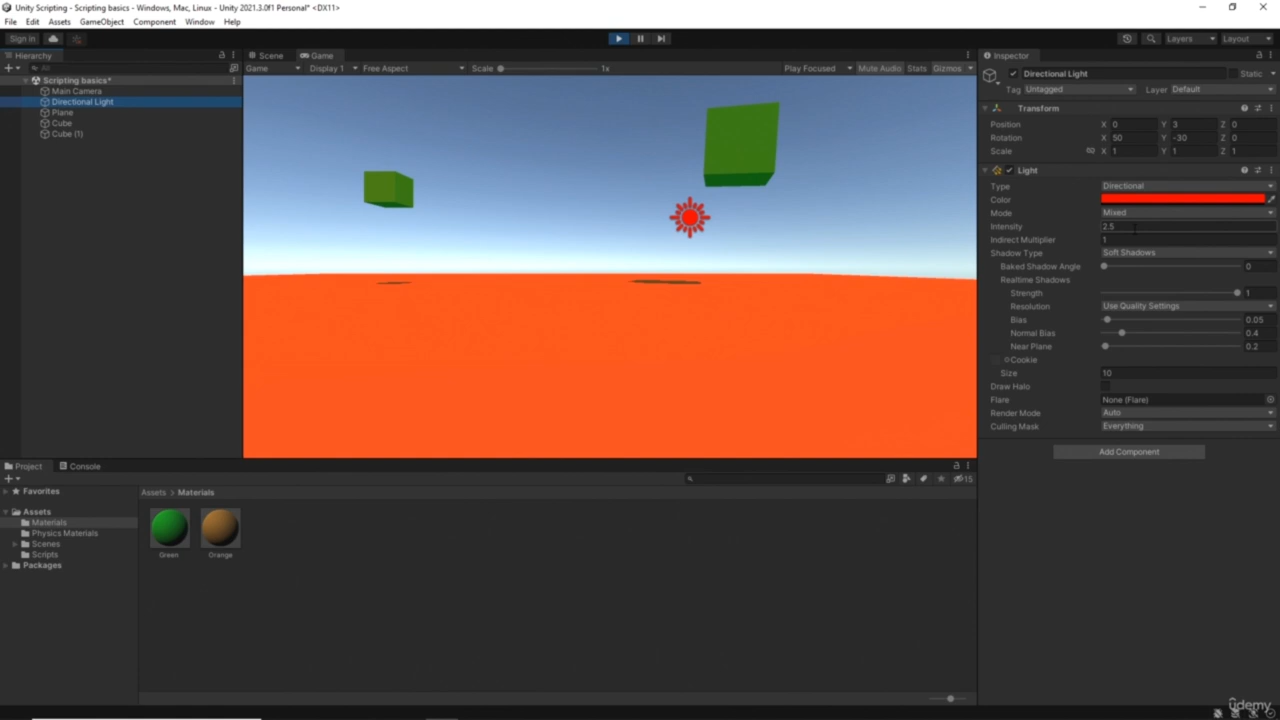 Unity Scripting - Scripting basics - Windows, Mac, Linux - Unity 2021.3.0f1 Personal* <DX11>
File Edit Assets GameObject Component Window Help
Sign in Layers Layout
Hierarchy Scene Game Inspector
All Game Display 1 Free Aspect Scale 1x Play Focused Mute Audio Stats Gizmos
Directional Light Static
Scripting basics*
Tag Untagged Layer Default
Main Camera
Directional Light
Plane
Cube
Cube (1)
Transform
Position X 0 Y 3 Z 0
Rotation X 50 Y -30 Z 0
Scale X 1 Y 1 Z 1
Light
Type Directional
Color
Mode Mixed
Intensity 2.5
Indirect Multiplier 1
Shadow Type Soft Shadows
Baked Shadow Angle 0
Realtime Shadows
Strength 1
Resolution Use Quality Settings
Bias 0.05
Normal Bias 0.4
Near Plane 0.2
Cookie
Size 10
Draw Halo
Flare None (Flare)
Render Mode Auto
Culling Mask Everything
Add Component
Project Console
15
Favorites
Assets
Materials
Physics Materials
Scenes
Scripts
Packages
Assets > Materials
Green Orange
udemy